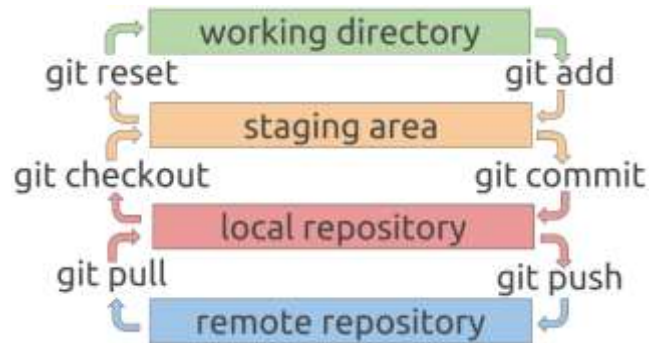 working directory
git reset git add
staging area
git checkout git commit
local repository
git pull git push
remote repository